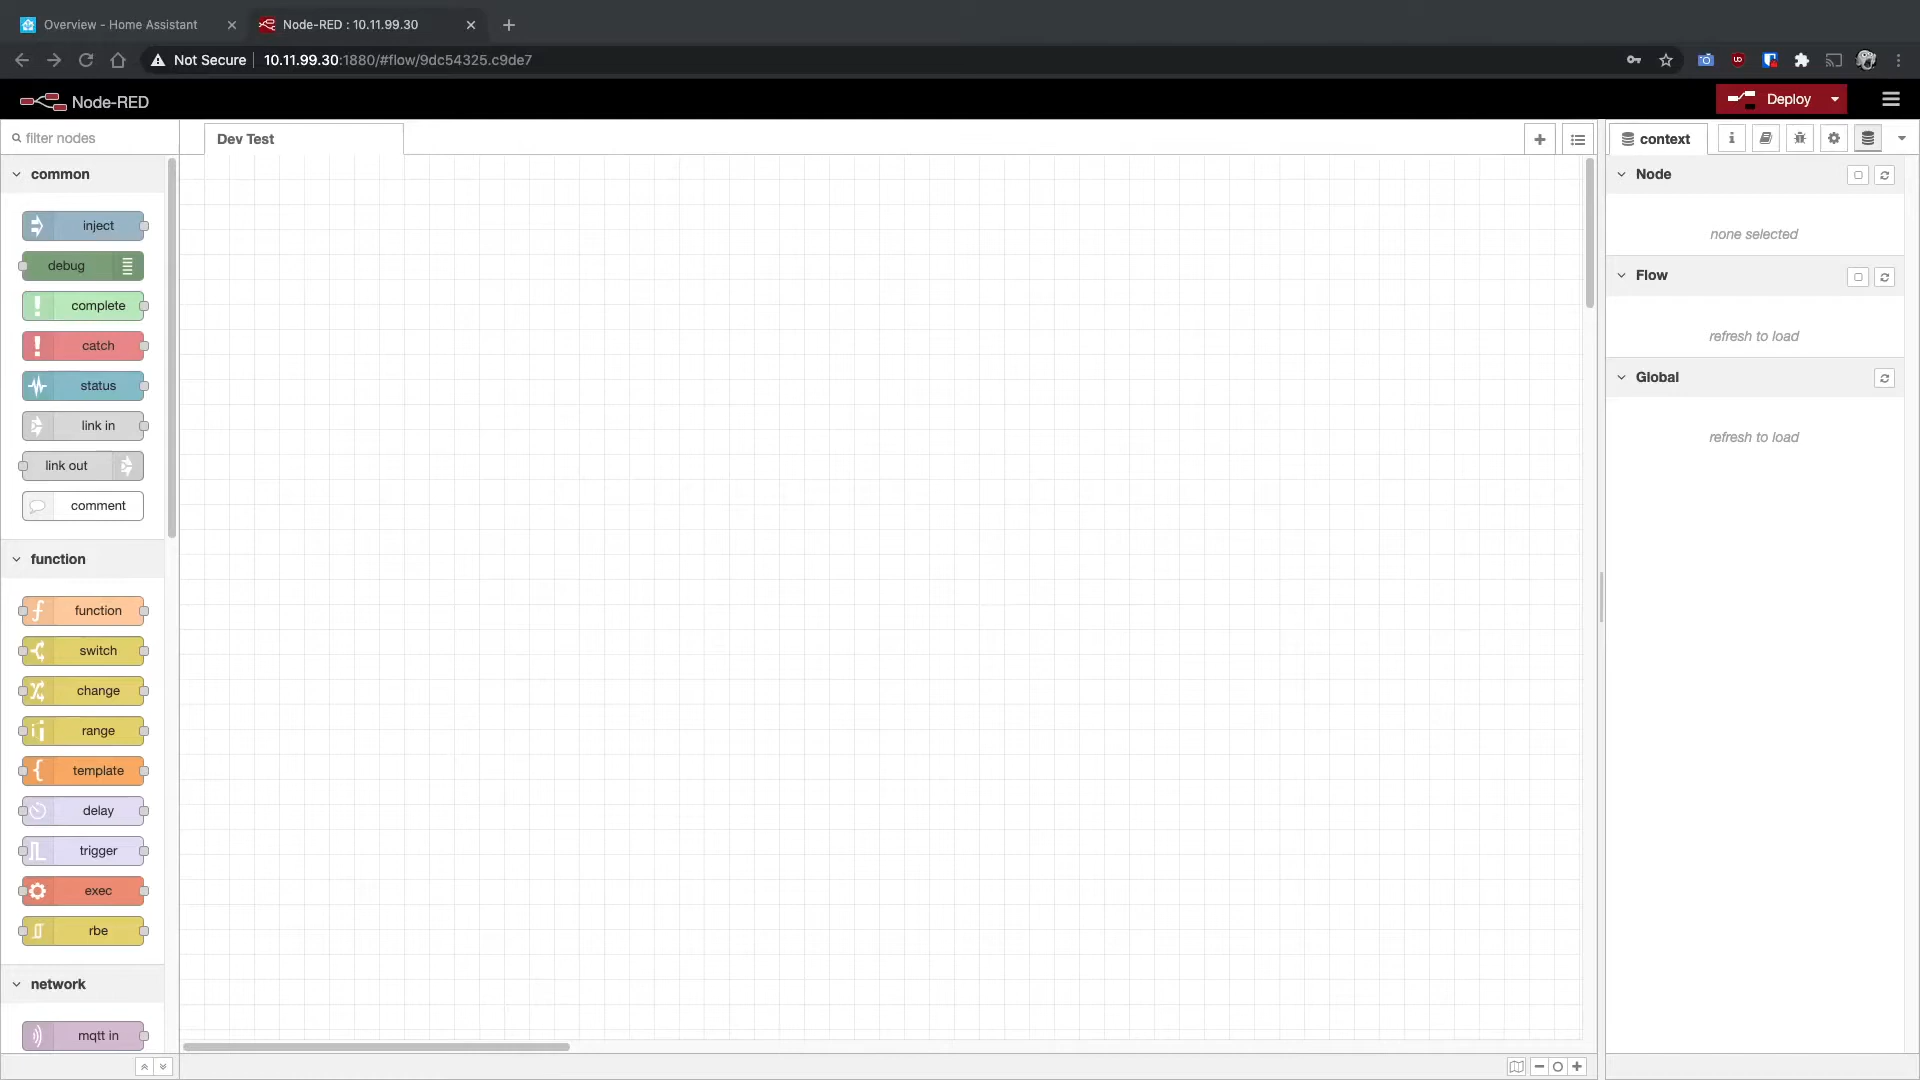 Overview - Home Assistant
Node-RED : 10.11.99.30
Not Secure
10.11.99.30:1880/#flow/9dc54325.c9de7
Node-RED
Deploy
filter nodes
Dev Test
context
common
inject
debug
complete
catch
status
link in
link out
comment
function
function
switch
change
range
template
delay
trigger
exec
rbe
network
mqtt in
Node
none selected
Flow
refresh to load
Global
refresh to load